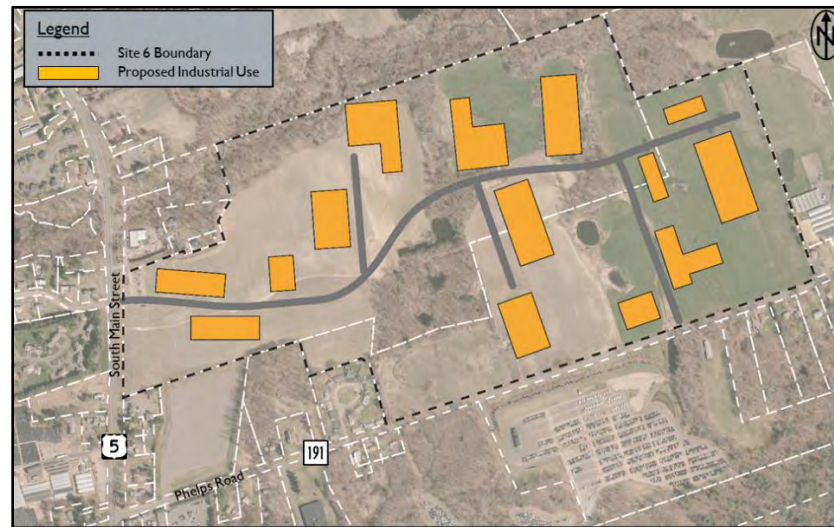 Legend
Site 6 Boundary
Proposed Industrial Use
N
South Main Street
5
191
Phelps Road